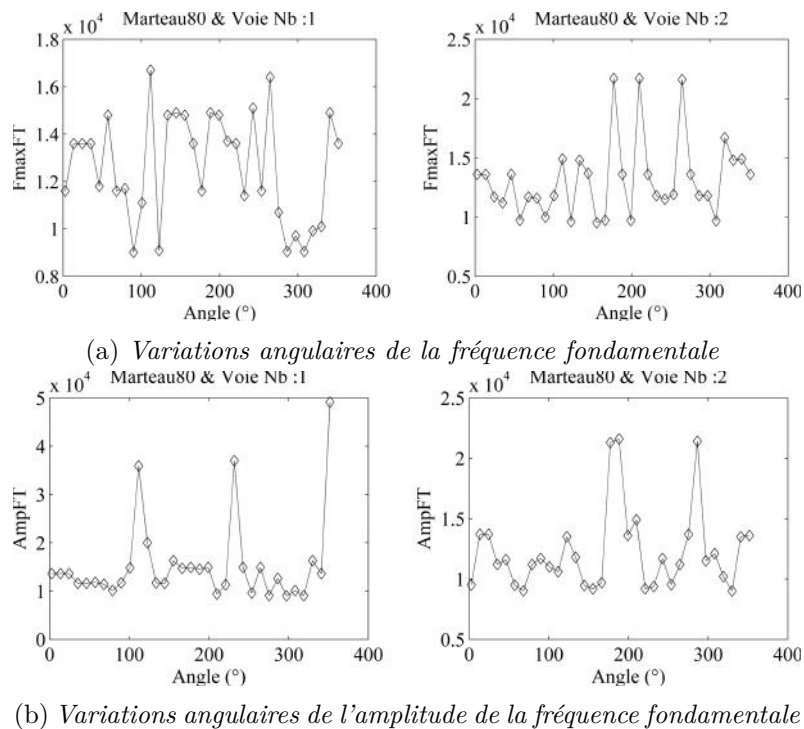 Marteau80 & Voie Nb :1
x 10^4
1.8
1.6
1.4
1.2
1
0.8
FmaxFT
0 100 200 300 400
Angle (°)
Marteau80 & Voie Nb :2
x 10^4
2.5
2
1.5
1
0.5
FmaxFT
0 100 200 300 400
Angle (°)
(a) Variations angulaires de la fréquence fondamentale
Marteau80 & Voie Nb :1
x 10^4
5
4
3
2
1
0
AmpFT
0 100 200 300 400
Angle (°)
Marteau80 & Voie Nb :2
x 10^4
2.5
2
1.5
1
0.5
AmpFT
0 100 200 300 400
Angle (°)
(b) Variations angulaires de l'amplitude de la fréquence fondamentale